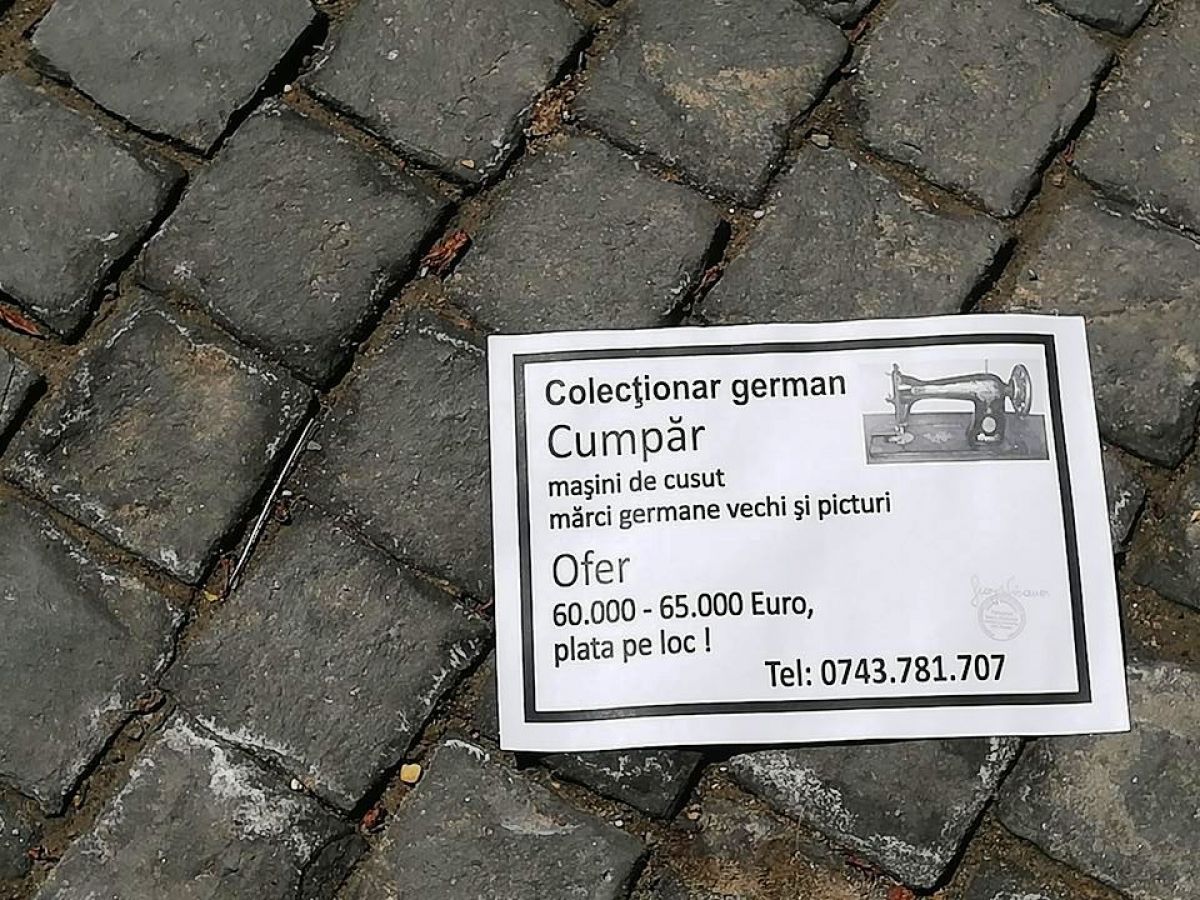 Colecţionar german
Cumpăr
maşini de cusut
mărci germane vechi şi picturi
Ofer
60.000 - 65.000 Euro,
plata pe loc !
Tel: 0743.781.707